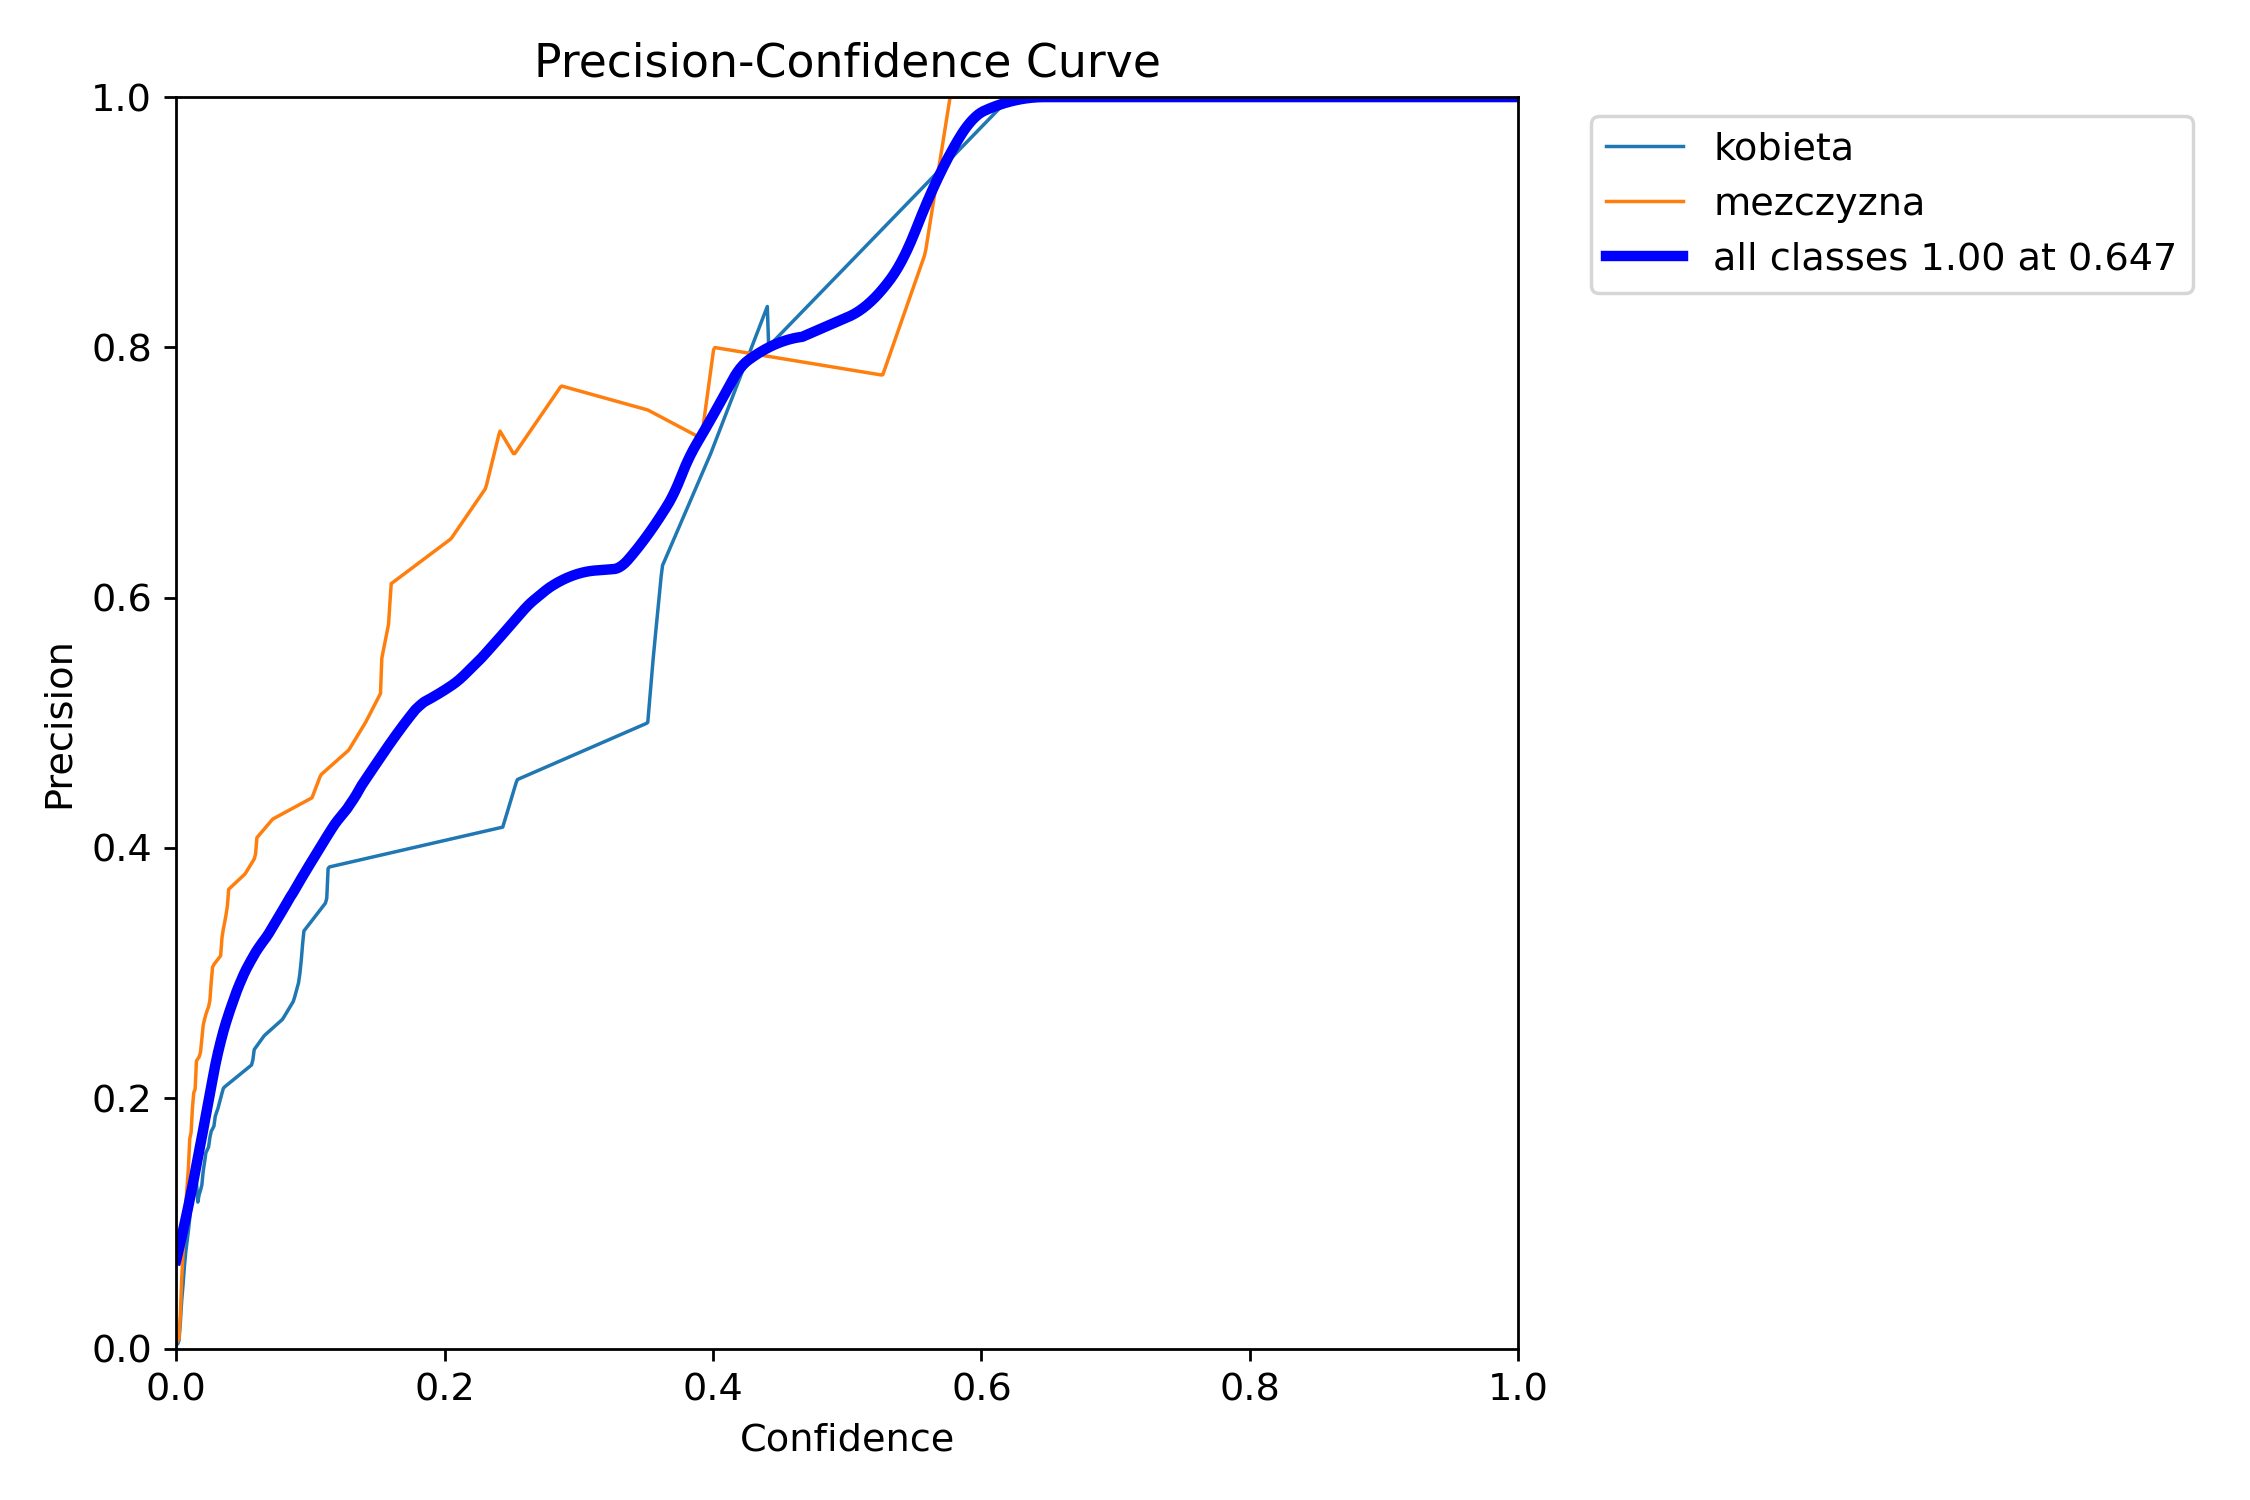 Precision-Confidence Curve
1.0
0.8
0.6
0.4
0.2
0.0
Precision
0.0 0.2 0.4 0.6 0.8 1.0
Confidence
kobieta
mezczyzna
all classes 1.00 at 0.647